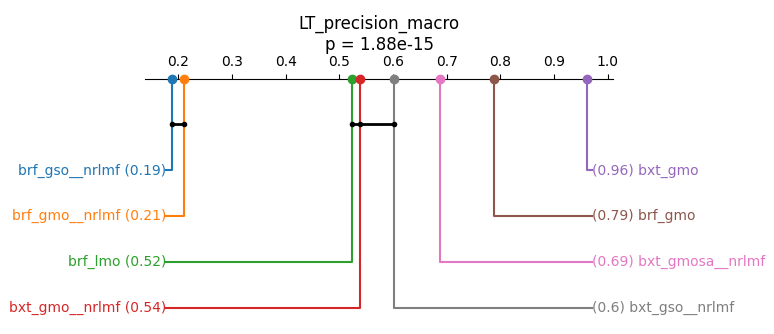 LT_precision_macro
p = 1.88e-15
0.2 0.3 0.4 0.5 0.6 0.7 0.8 0.9 1.0
brf_gso__nrlmf (0.19) (0.96) bxt_gmo
brf_gmo__nrlmf (0.21) (0.79) brf_gmo
brf_lmo (0.52) (0.69) bxt_gmosa__nrlmf
bxt_gmo__nrlmf (0.54) (0.6) bxt_gso__nrlmf